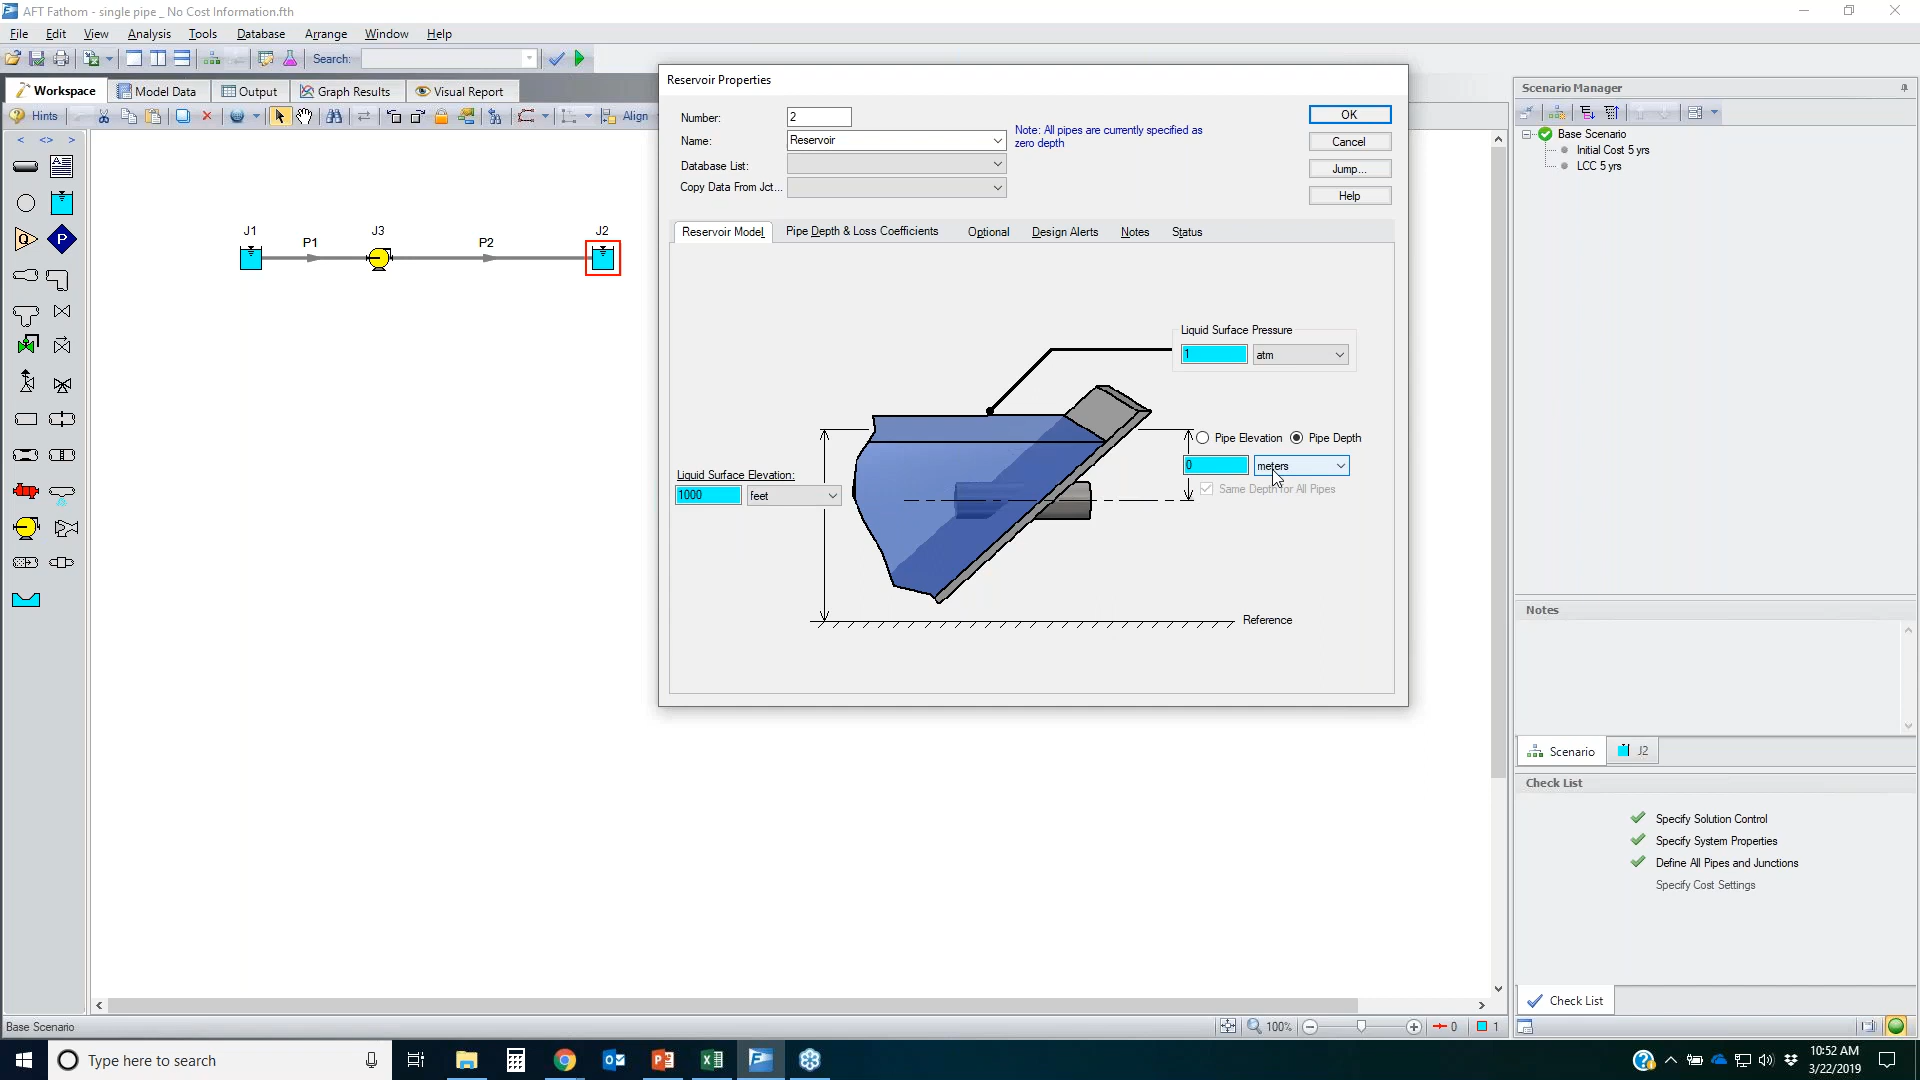 AFT Fathom - single pipe _ No Cost Information.fth
File Edit View Analysis Tools Database Arrange Window Help
Search:
Workspace Model Data Output Graph Results Visual Report
Hints Align
< <> >
Q P
J1 P1 J3 P2 J2
Reservoir Properties
Number: 2
Name: Reservoir
Database List:
Copy Data From Jct...
Note: All pipes are currently specified as
zero depth
OK
Cancel
Jump...
Help
Reservoir Model Pipe Depth & Loss Coefficients Optional Design Alerts Notes Status
Liquid Surface Pressure
1 atm
Pipe Elevation Pipe Depth
0 meters
Same Depth for All Pipes
Liquid Surface Elevation:
1000 feet
Reference
Scenario Manager
Base Scenario
Initial Cost 5 yrs
LCC 5 yrs
Notes
Scenario J2
Check List
Specify Solution Control
Specify System Properties
Define All Pipes and Junctions
Specify Cost Settings
Check List
Base Scenario 100% 0 1
Type here to search
10:52 AM
3/22/2019